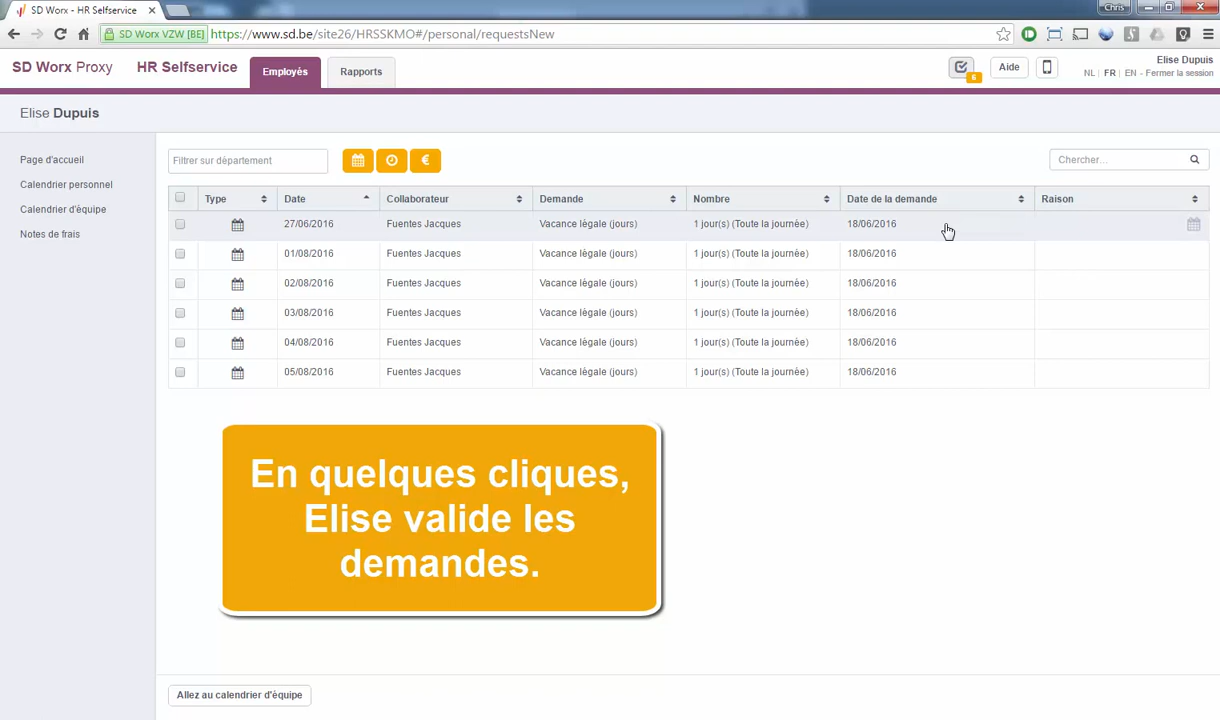 SD Worx - HR Selfservice
Chris
SD Worx VZW [BE] https://www.sd.be/site26/HRSSKMO#/personal/requestsNew
SD Worx Proxy HR Selfservice Employés Rapports 6 Aide Elise Dupuis
NL | FR | EN - Fermer la session
Elise Dupuis
Page d'accueil
Calendrier personnel
Calendrier d'équipe
Notes de frais
Filtrer sur département € Chercher...
Type Date Collaborateur Demande Nombre Date de la demande Raison
27/06/2016 Fuentes Jacques Vacance légale (jours) 1 jour(s) (Toute la journée) 18/06/2016
01/08/2016 Fuentes Jacques Vacance légale (jours) 1 jour(s) (Toute la journée) 18/06/2016
02/08/2016 Fuentes Jacques Vacance légale (jours) 1 jour(s) (Toute la journée) 18/06/2016
03/08/2016 Fuentes Jacques Vacance légale (jours) 1 jour(s) (Toute la journée) 18/06/2016
04/08/2016 Fuentes Jacques Vacance légale (jours) 1 jour(s) (Toute la journée) 18/06/2016
05/08/2016 Fuentes Jacques Vacance légale (jours) 1 jour(s) (Toute la journée) 18/06/2016
En quelques cliques,
Elise valide les
demandes.
Allez au calendrier d'équipe